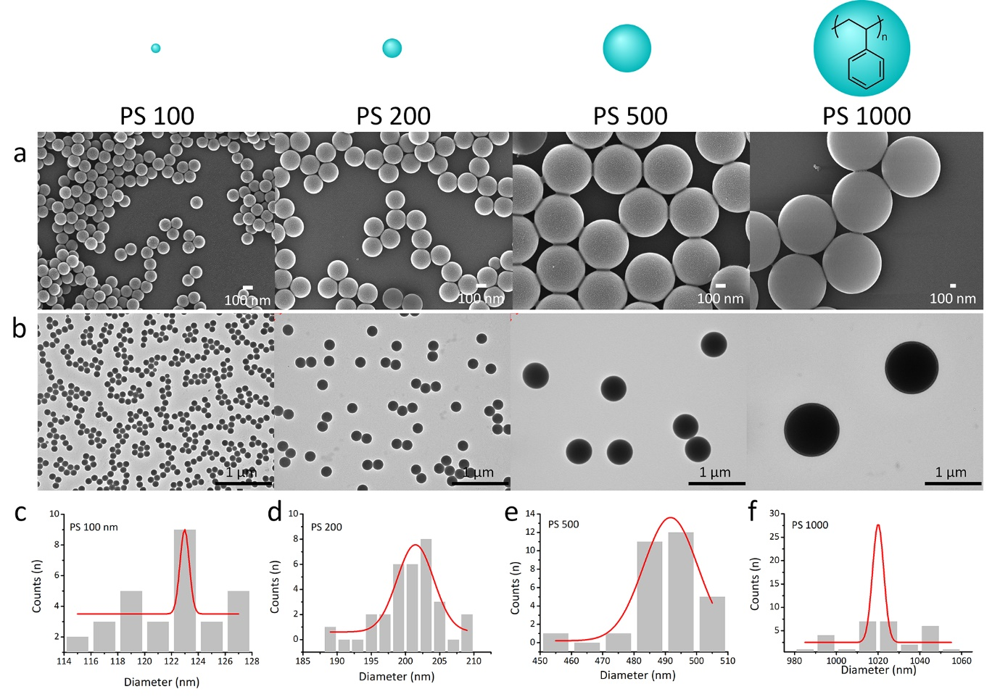 n
PS 100 PS 200 PS 500 PS 1000
a
100 nm 100 nm 100 nm 100 nm
b
1 μm 1 μm 1 μm 1 μm
c
PS 100 nm
Counts (n)
10
8
6
4
2
114 116 118 120 122 124 126 128
Diameter (nm)
d
PS 200
Counts (n)
10
8
6
4
2
0
185 190 195 200 205 210
Diameter (nm)
e
PS 500
Counts (n)
14
12
10
8
6
4
2
0
450 460 470 480 490 500 510
Diameter (nm)
f
PS 1000
Counts (n)
30
25
20
15
10
5
980 1000 1020 1040 1060
Diameter (nm)